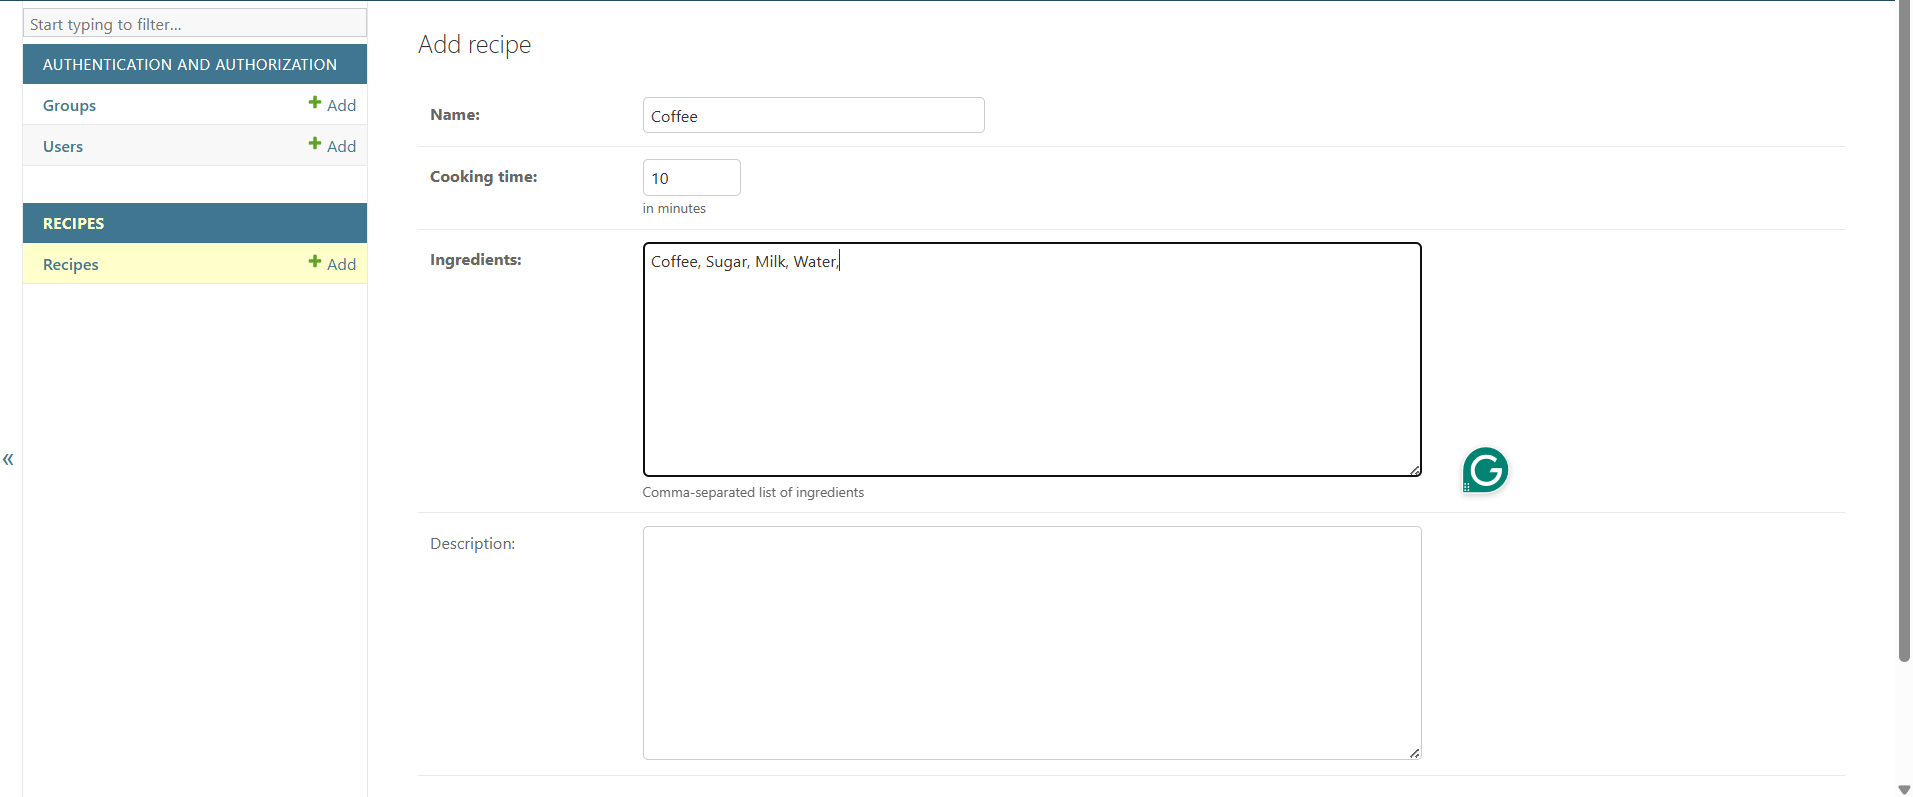 Start typing to filter...
AUTHENTICATION AND AUTHORIZATION
Groups + Add
Users + Add
RECIPES
Recipes + Add
«
Add recipe
Name: Coffee
Cooking time: 10
in minutes
Ingredients: Coffee, Sugar, Milk, Water,
Comma-separated list of ingredients
G
Description: